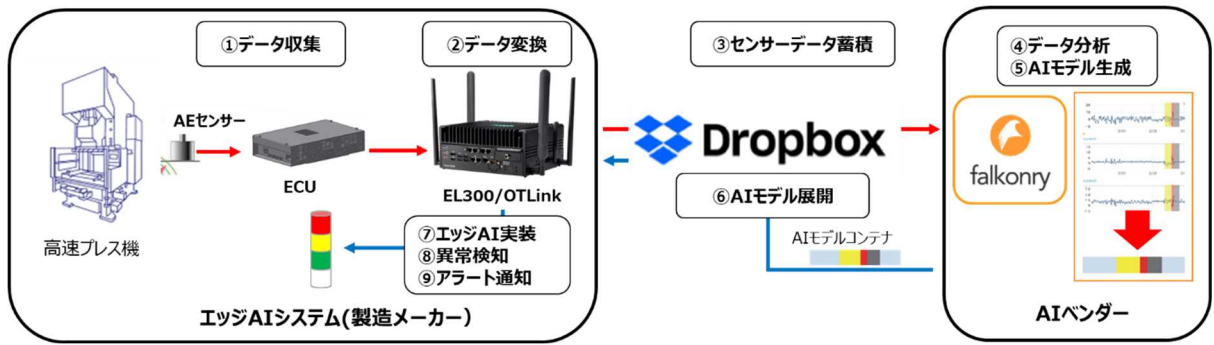 ①データ収集
②データ変換
③センサーデータ蓄積
④データ分析
⑤AIモデル生成
AEセンサー
ECU
EL300/OTLink
Dropbox
falkonry
高速プレス機
⑥AIモデル展開
AIモデルコンテナ
⑦エッジAI実装
⑧異常検知
⑨アラート通知
エッジAIシステム(製造メーカー）
AIベンダー